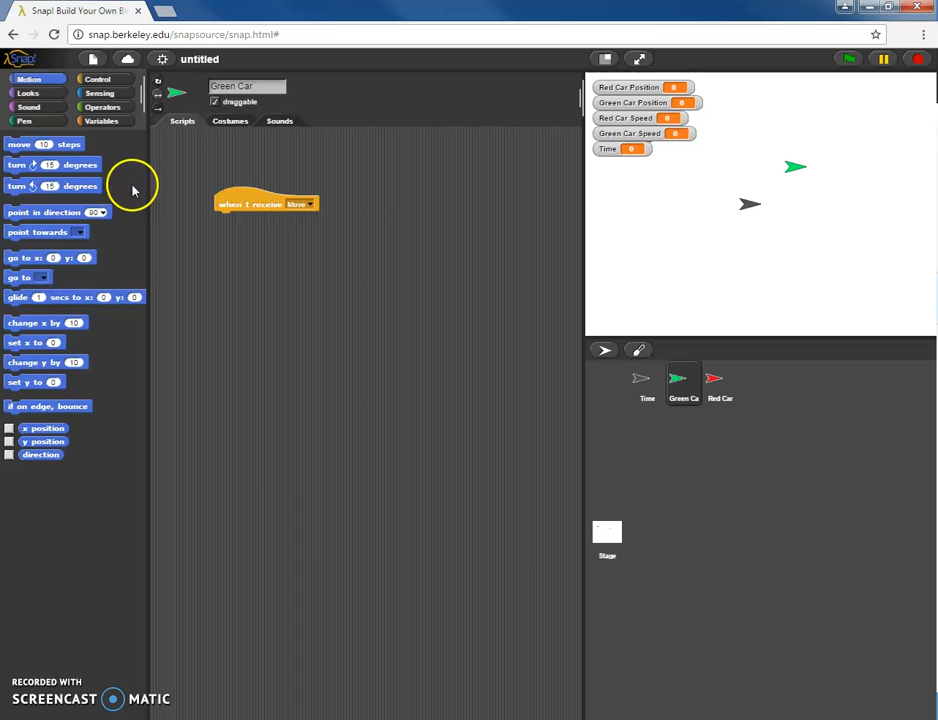 Snap! Build Your Own Bl
snap.berkeley.edu/snapsource/snap.html#
Snap!
untitled
Motion
Control
Looks
Sensing
Sound
Operators
Pen
Variables
move 10 steps
turn 15 degrees
turn 15 degrees
point in direction 90
point towards
go to x: 0 y: 0
go to
glide 1 secs to x: 0 y: 0
change x by 10
set x to 0
change y by 10
set y to 0
if on edge, bounce
x position
y position
direction
Green Car
draggable
Scripts
Costumes
Sounds
when I receive Move
Red Car Position 0
Green Car Position 0
Red Car Speed 0
Green Car Speed 0
Time 0
Time
Green Ca
Red Car
Stage
RECORDED WITH
SCREENCAST MATIC